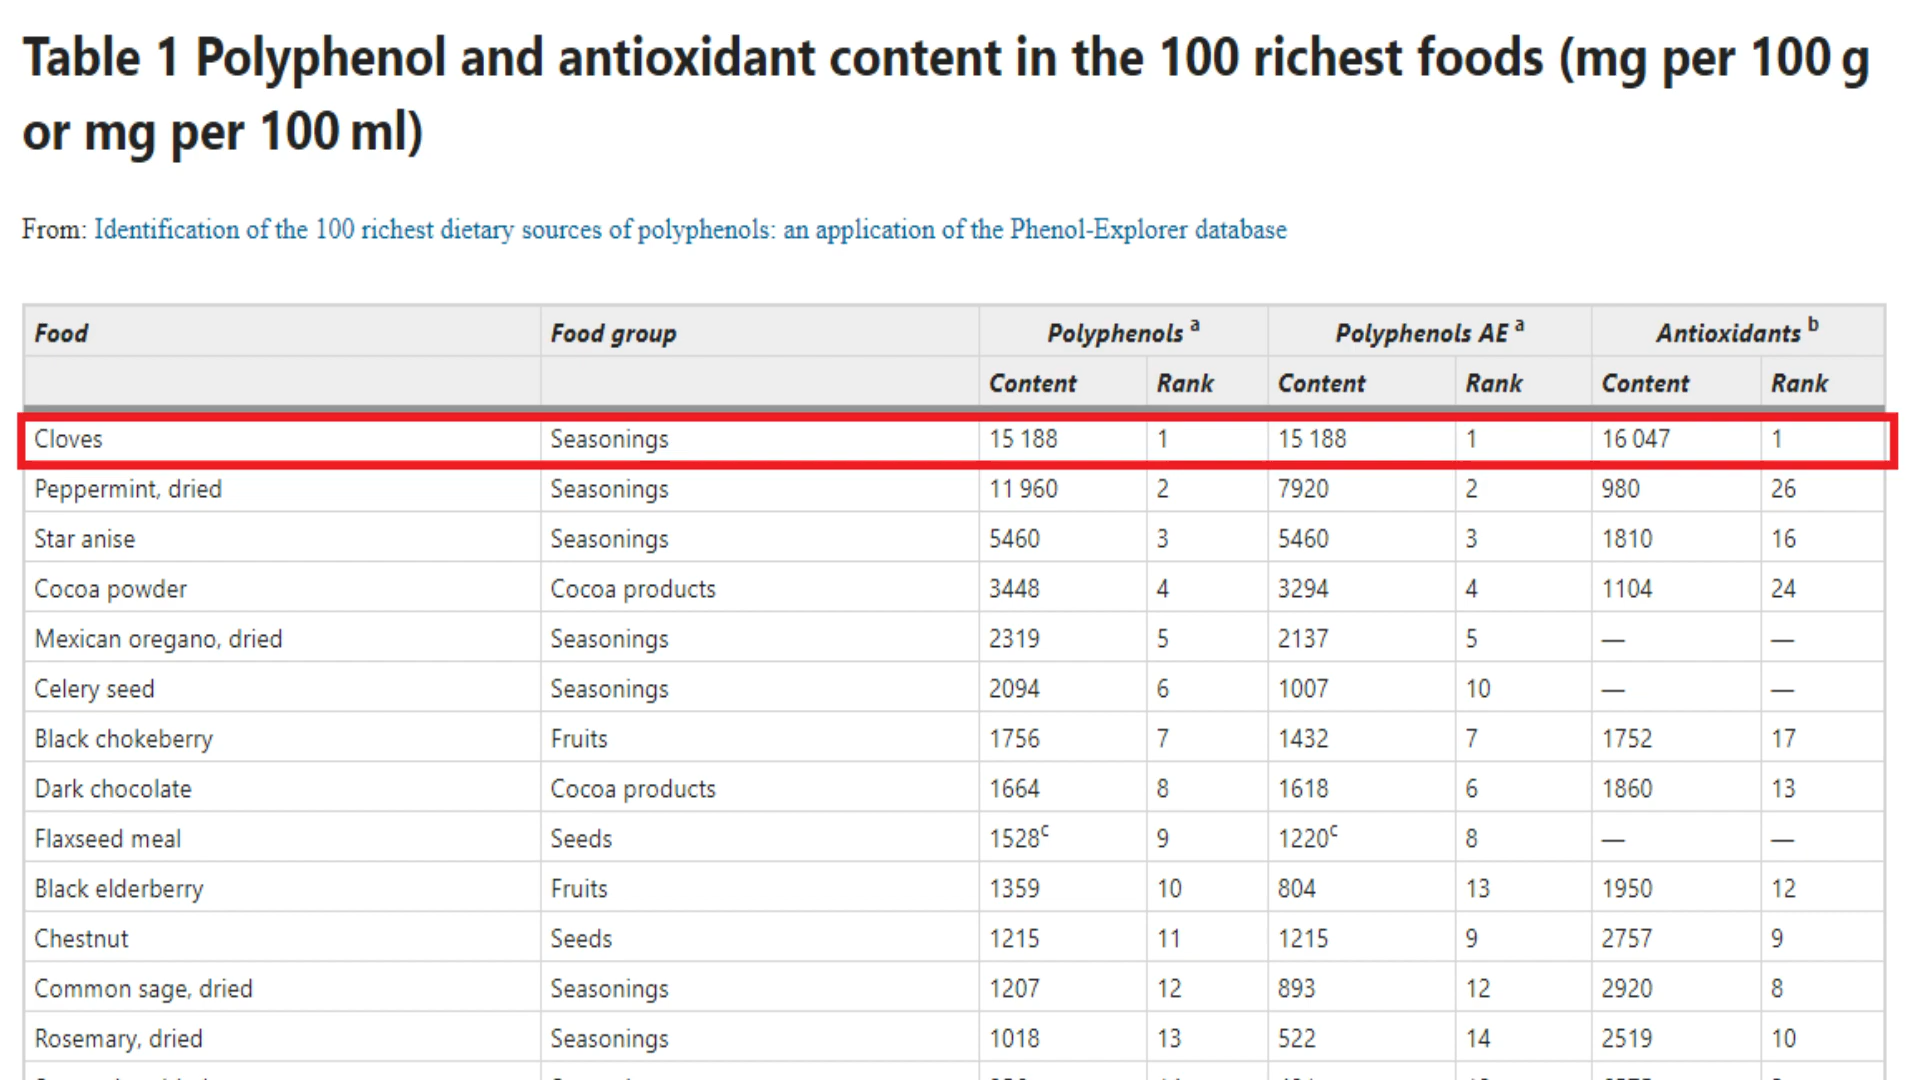 Table 1 Polyphenol and antioxidant content in the 100 richest foods (mg per 100 g
or mg per 100 ml)
From: Identification of the 100 richest dietary sources of polyphenols: an application of the Phenol-Explorer database
Food Food group Polyphenols a Polyphenols AE a Antioxidants b
Content Rank Content Rank Content Rank
Cloves Seasonings 15 188 1 15 188 1 16 047 1
Peppermint, dried Seasonings 11 960 2 7920 2 980 26
Star anise Seasonings 5460 3 5460 3 1810 16
Cocoa powder Cocoa products 3448 4 3294 4 1104 24
Mexican oregano, dried Seasonings 2319 5 2137 5 — —
Celery seed Seasonings 2094 6 1007 10 — —
Black chokeberry Fruits 1756 7 1432 7 1752 17
Dark chocolate Cocoa products 1664 8 1618 6 1860 13
Flaxseed meal Seeds 1528c 9 1220c 8 — —
Black elderberry Fruits 1359 10 804 13 1950 12
Chestnut Seeds 1215 11 1215 9 2757 9
Common sage, dried Seasonings 1207 12 893 12 2920 8
Rosemary, dried Seasonings 1018 13 522 14 2519 10